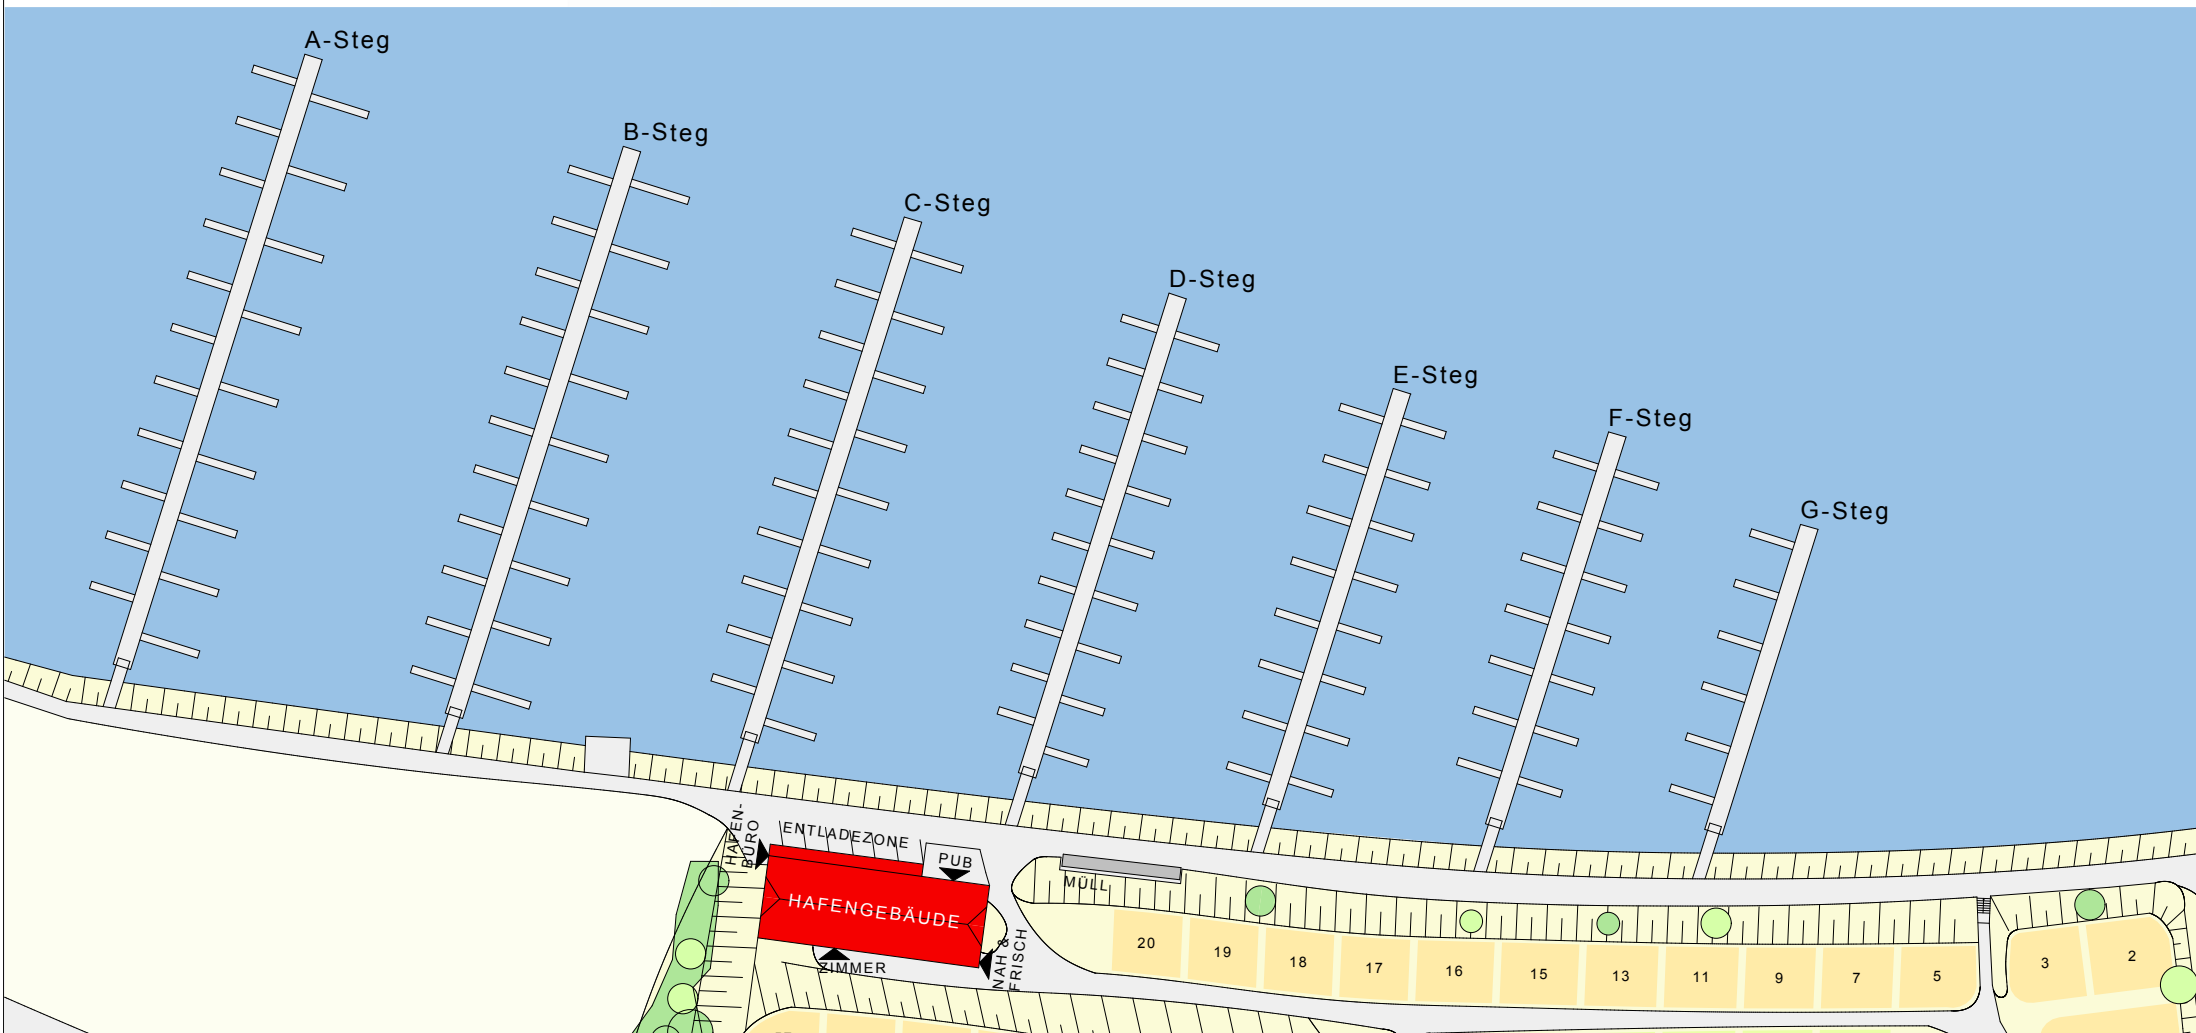 A-Steg
B-Steg
C-Steg
D-Steg
E-Steg
F-Steg
G-Steg
HAFEN-
BÜRO
ENTLADEZONE
PUB
MÜLL
HAFENGEBÄUDE
ZIMMER
NAH &
FRISCH
20
19
18
17
16
15
13
11
9
7
5
3
2